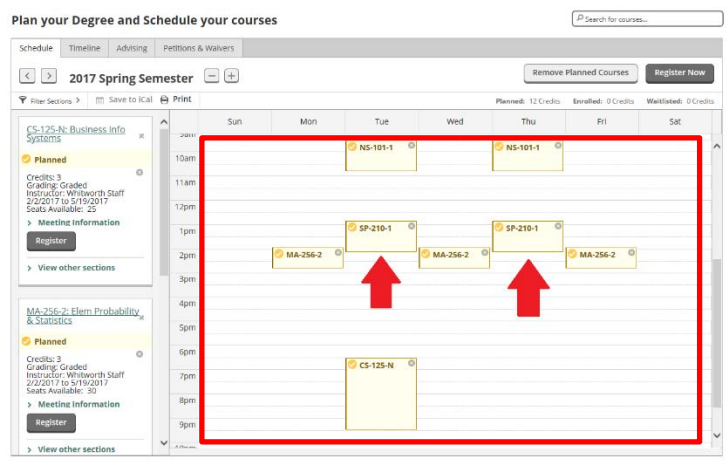 Plan your Degree and Schedule your courses
Search for courses...
Schedule Timeline Advising Petitions & Waivers
2017 Spring Semester
Remove Planned Courses
Register Now
Filter Sections
Save to iCal
Print
Planned: 12 Credits Enrolled: 0 Credits Waitlisted: 0 Credits
CS-125-N: Business Info
Systems
Planned
Credits: 3
Grading: Graded
Instructor: Whitworth Staff
2/2/2017 to 5/19/2017
Seats Available: 25
Meeting Information
Register
View other sections
MA-256-2: Elem Probability
& Statistics
Planned
Credits: 3
Grading: Graded
Instructor: Whitworth Staff
2/2/2017 to 5/19/2017
Seats Available: 30
Meeting Information
Register
View other sections
Sun Mon Tue Wed Thu Fri Sat
NS-101-1 NS-101-1
10am
11am
12pm
1pm SP-210-1 SP-210-1
2pm MA-256-2 MA-256-2 MA-256-2
3pm
4pm
5pm
6pm
CS-125-N
7pm
8pm
9pm